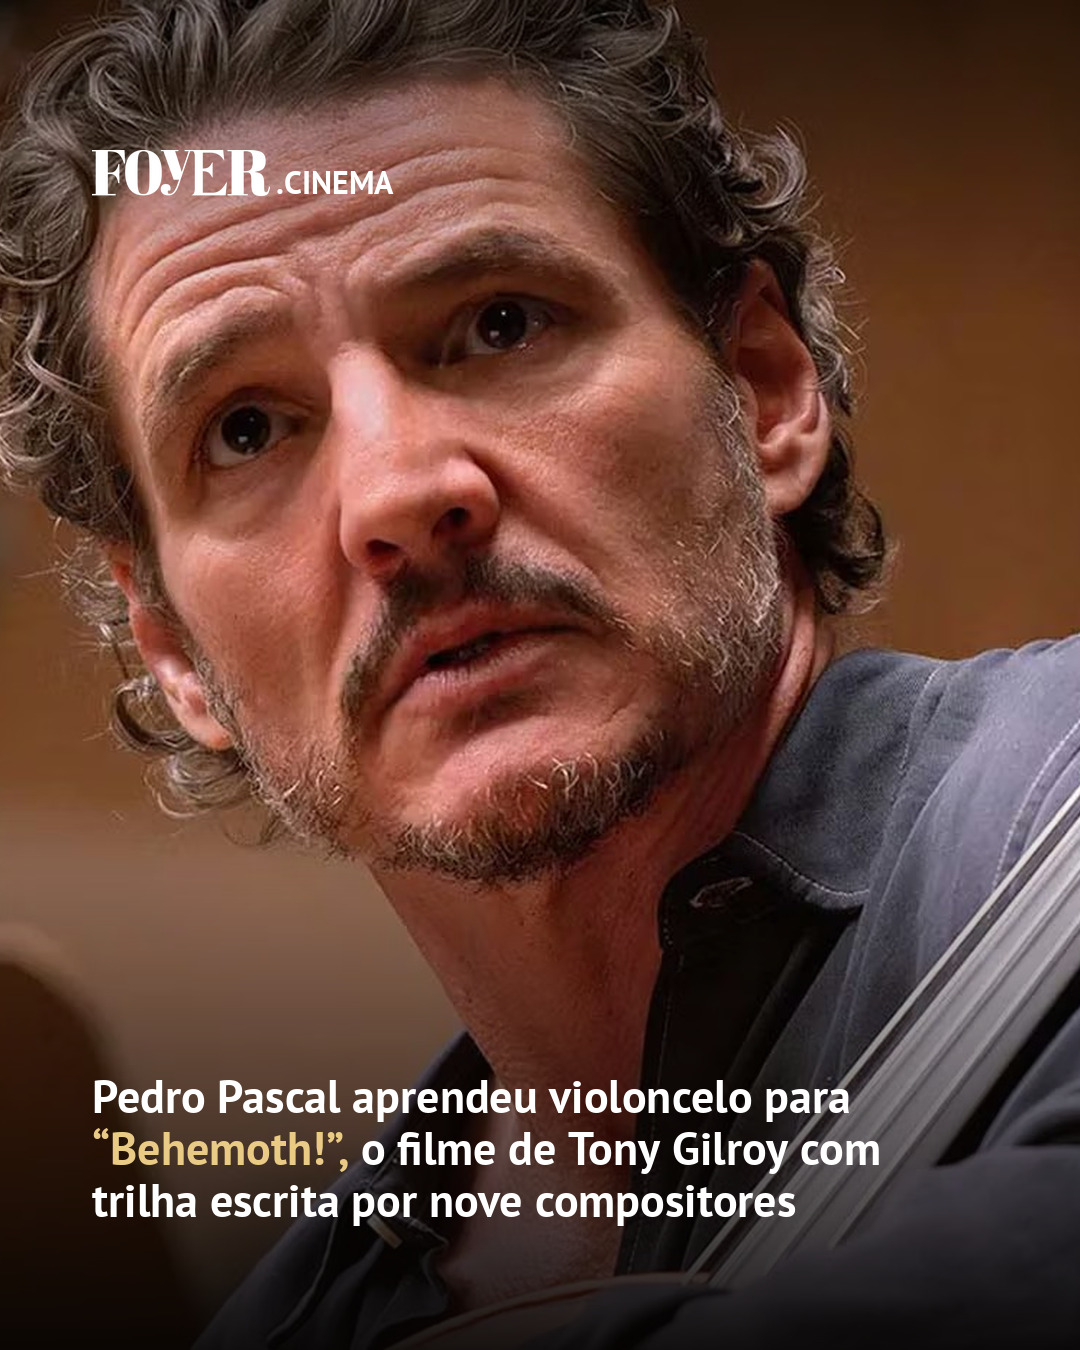 FOYER.CINEMA
Pedro Pascal aprendeu violoncelo para
“Behemoth!”, o filme de Tony Gilroy com
trilha escrita por nove compositores